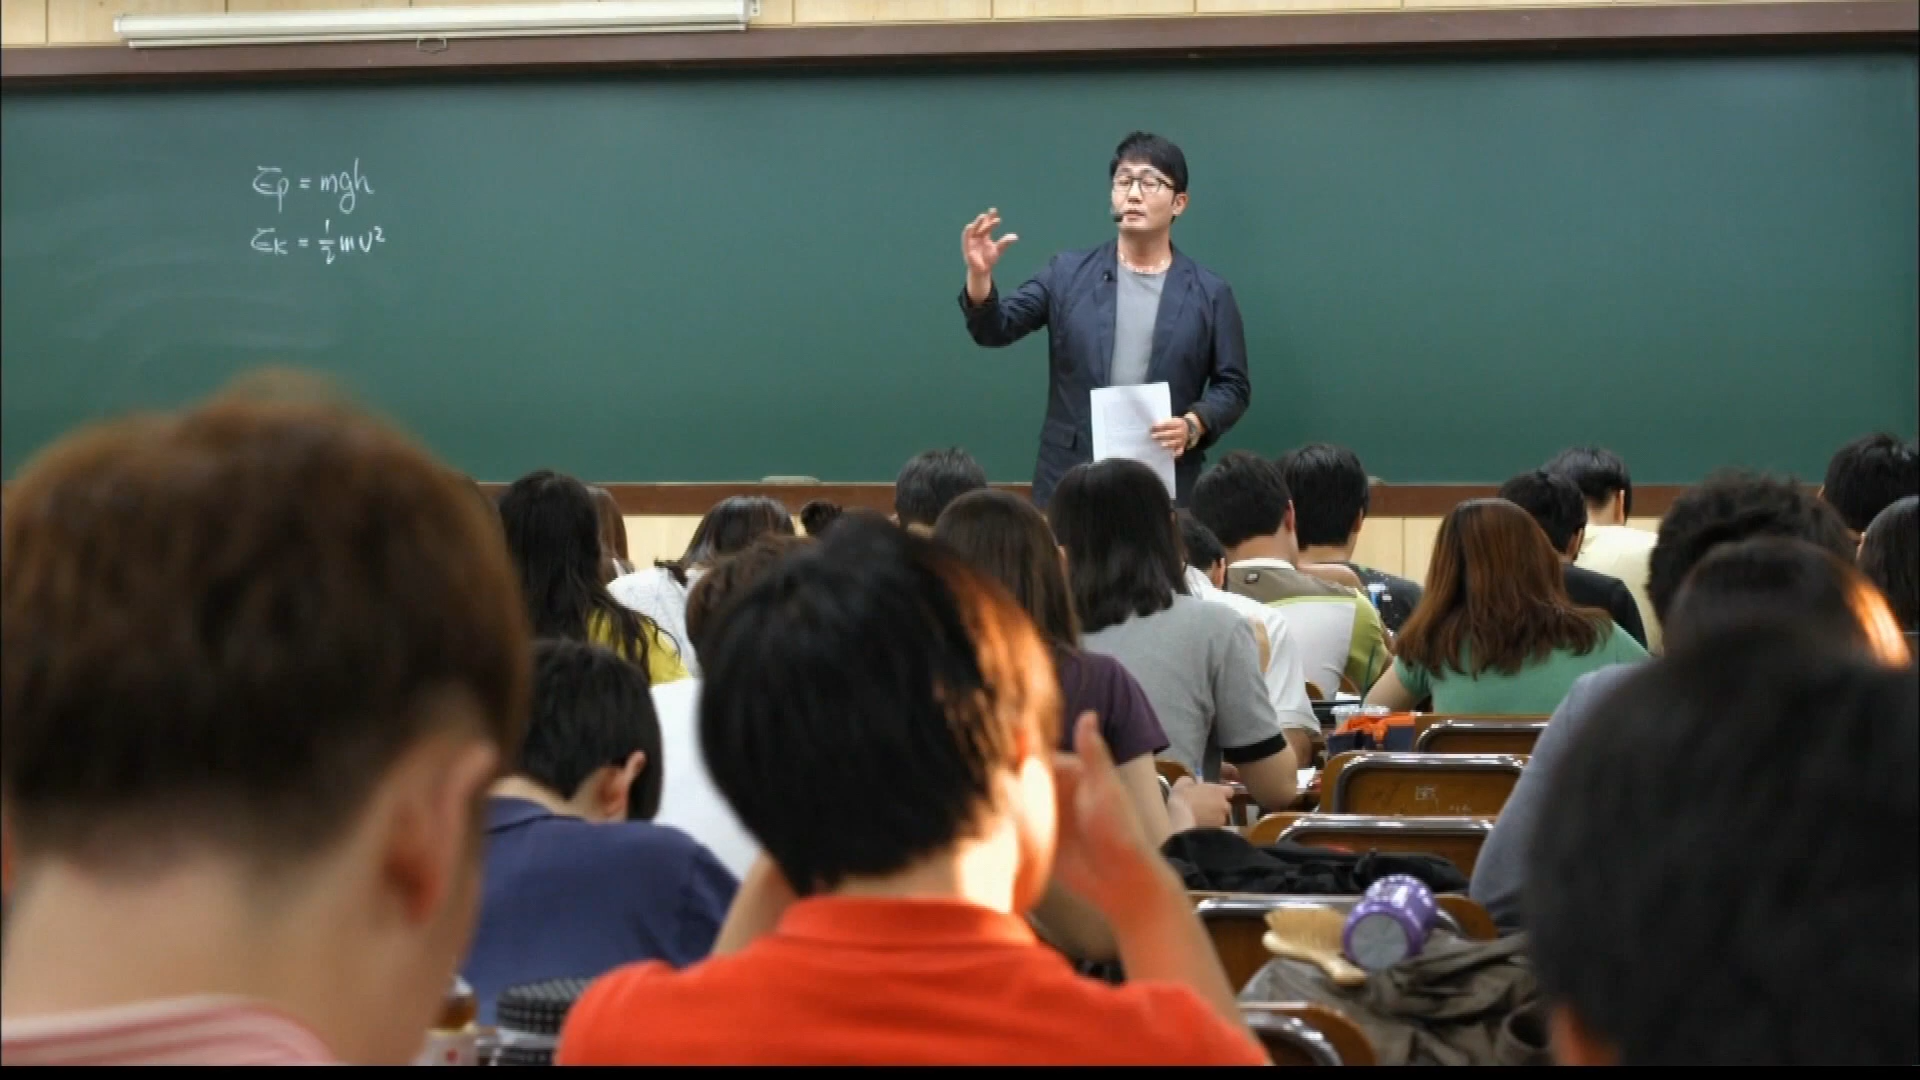 Ep = mgh
Ek = ½mv²